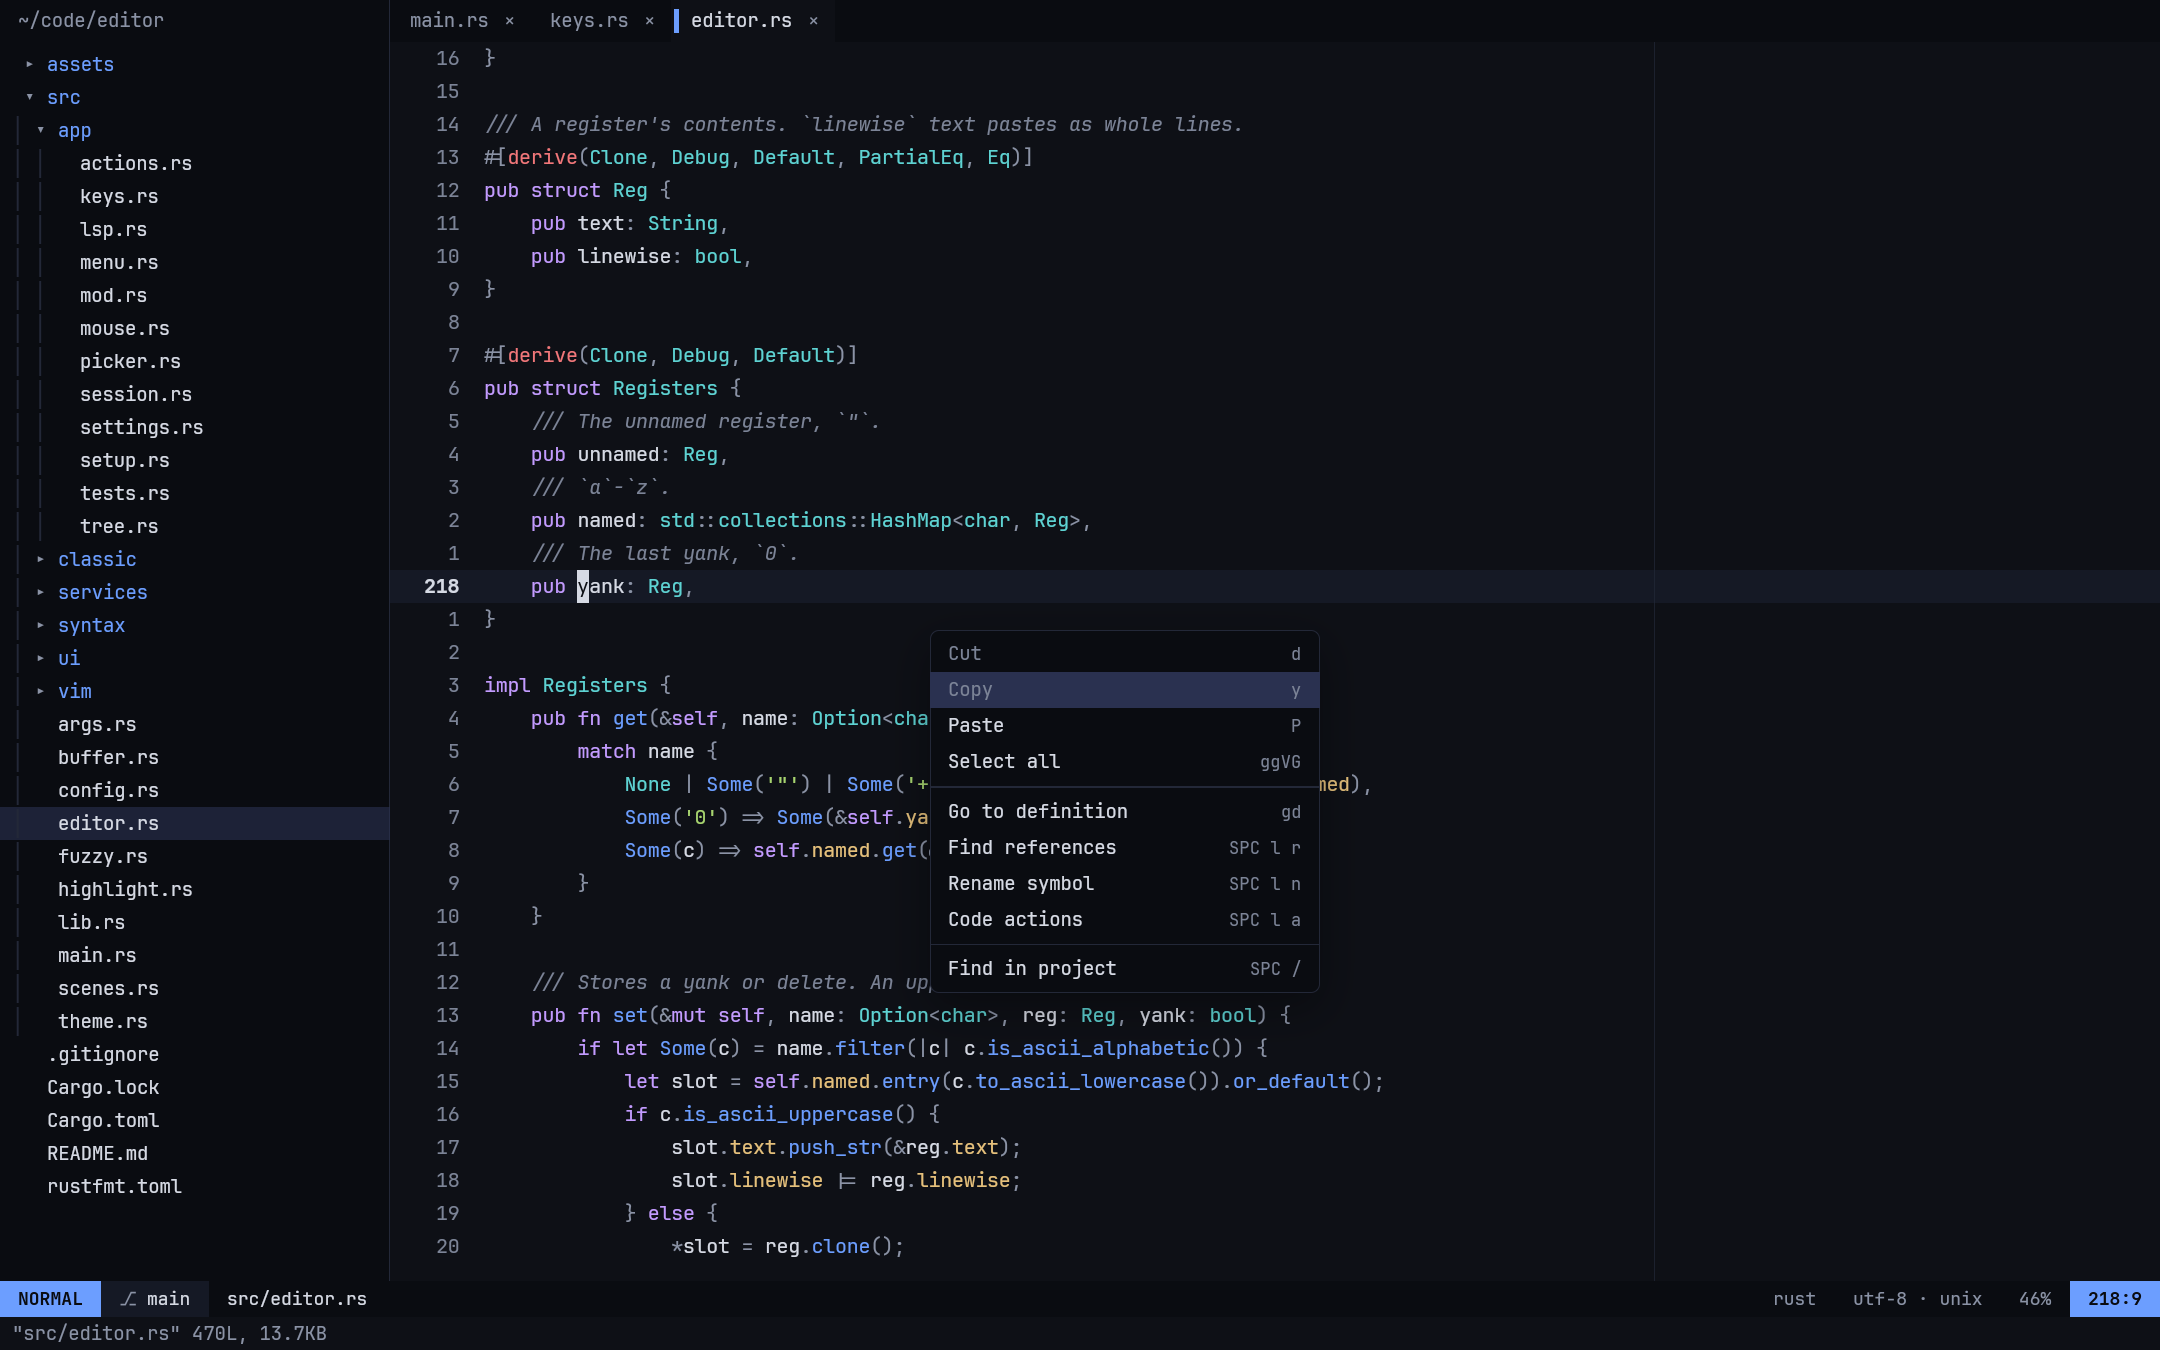 ~/code/editor
main.rs × keys.rs × editor.rs ×
▸ assets
▾ src
▾ app
actions.rs
keys.rs
lsp.rs
menu.rs
mod.rs
mouse.rs
picker.rs
session.rs
settings.rs
setup.rs
tests.rs
tree.rs
▸ classic
▸ services
▸ syntax
▸ ui
▸ vim
args.rs
buffer.rs
config.rs
editor.rs
fuzzy.rs
highlight.rs
lib.rs
main.rs
scenes.rs
theme.rs
.gitignore
Cargo.lock
Cargo.toml
README.md
rustfmt.toml
16 }
15
14 /// A register's contents. `linewise` text pastes as whole lines.
13 #[derive(Clone, Debug, Default, PartialEq, Eq)]
12 pub struct Reg {
11     pub text: String,
10     pub linewise: bool,
9 }
8
7 #[derive(Clone, Debug, Default)]
6 pub struct Registers {
5     /// The unnamed register, `"`.
4     pub unnamed: Reg,
3     /// `a`-`z`.
2     pub named: std::collections::HashMap<char, Reg>,
1     /// The last yank, `0`.
218     pub yank: Reg,
1 }
2
3 impl Registers {
4     pub fn get(&self, name: Option<cha
5         match name {
6             None | Some('"') | Some('+ med),
7             Some('0') => Some(&self.ya
8             Some(c) => self.named.get(
9         }
10     }
11
12     /// Stores a yank or delete. An up
13     pub fn set(&mut self, name: Option<char>, reg: Reg, yank: bool) {
14         if let Some(c) = name.filter(|c| c.is_ascii_alphabetic()) {
15             let slot = self.named.entry(c.to_ascii_lowercase()).or_default();
16             if c.is_ascii_uppercase() {
17                 slot.text.push_str(&reg.text);
18                 slot.linewise |= reg.linewise;
19             } else {
20                 *slot = reg.clone();
Cut d
Copy y
Paste P
Select all ggVG
Go to definition gd
Find references SPC l r
Rename symbol SPC l n
Code actions SPC l a
Find in project SPC /
NORMAL main src/editor.rs rust utf-8 · unix 46% 218:9
"src/editor.rs" 470L, 13.7KB